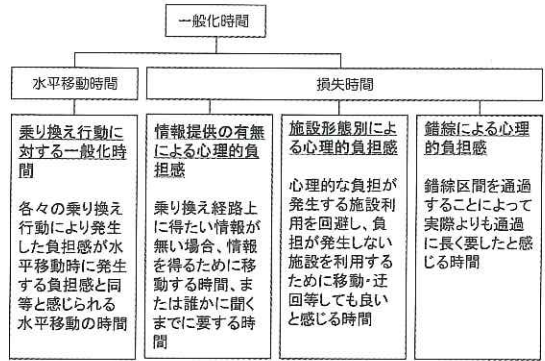 一般化時間
水平移動時間
損失時間
乗り換え行動に
対する一般化時
間
各々の乗り換え
行動により発生
した負担感が水
平移動時に発生
する負担感と同
等と感じられる
水平移動の時間
情報提供の有無
による心理的負
担感
乗り換え経路上
に得たい情報が
無い場合、情報
を得るために移
動する時間、ま
たは誰かに聞く
までに要する時
間
施設形態別によ
る心理的負担感
心理的な負担が
発生する施設利
用を回避し、負
担が発生しない
施設を利用する
ために移動・迂
回等しても良い
と感じる時間
錯綜による心理
的負担感
錯綜区間を通過
することによって
実際よりも通過
に長く要したと感
じる時間